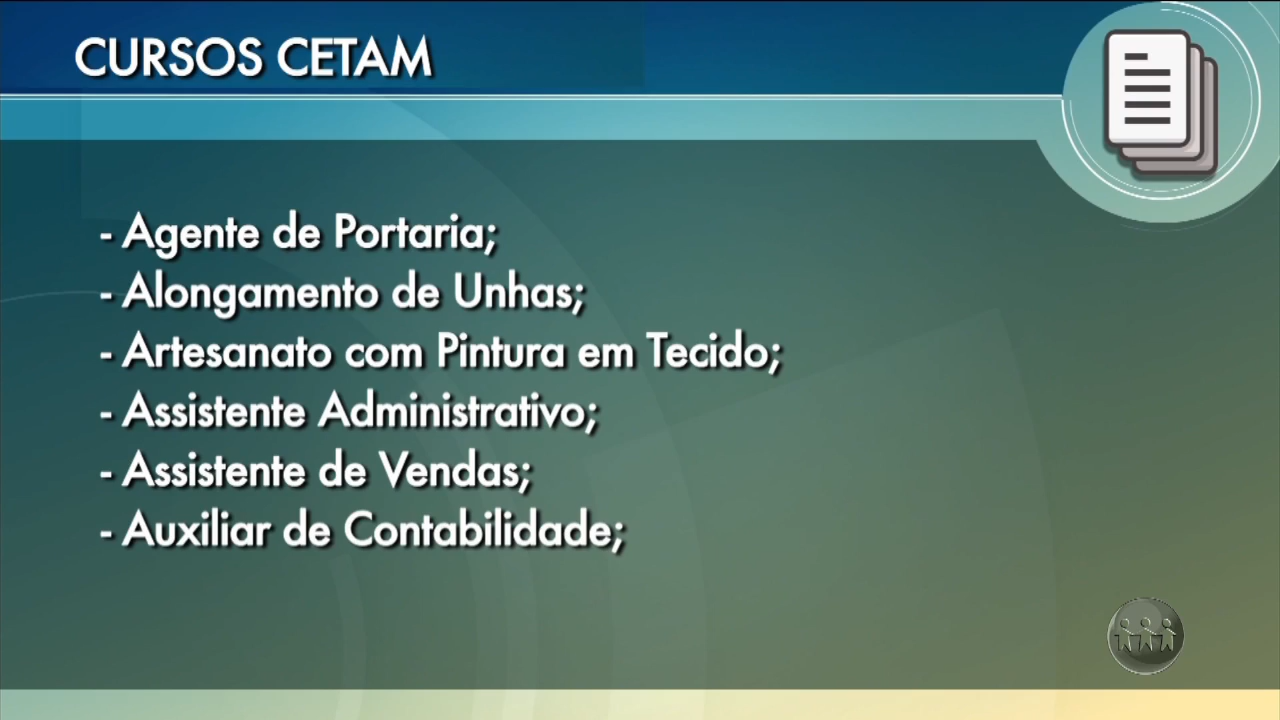 CURSOS CETAM
- Agente de Portaria;
- Alongamento de Unhas;
- Artesanato com Pintura em Tecido;
- Assistente Administrativo;
- Assistente de Vendas;
- Auxiliar de Contabilidade;